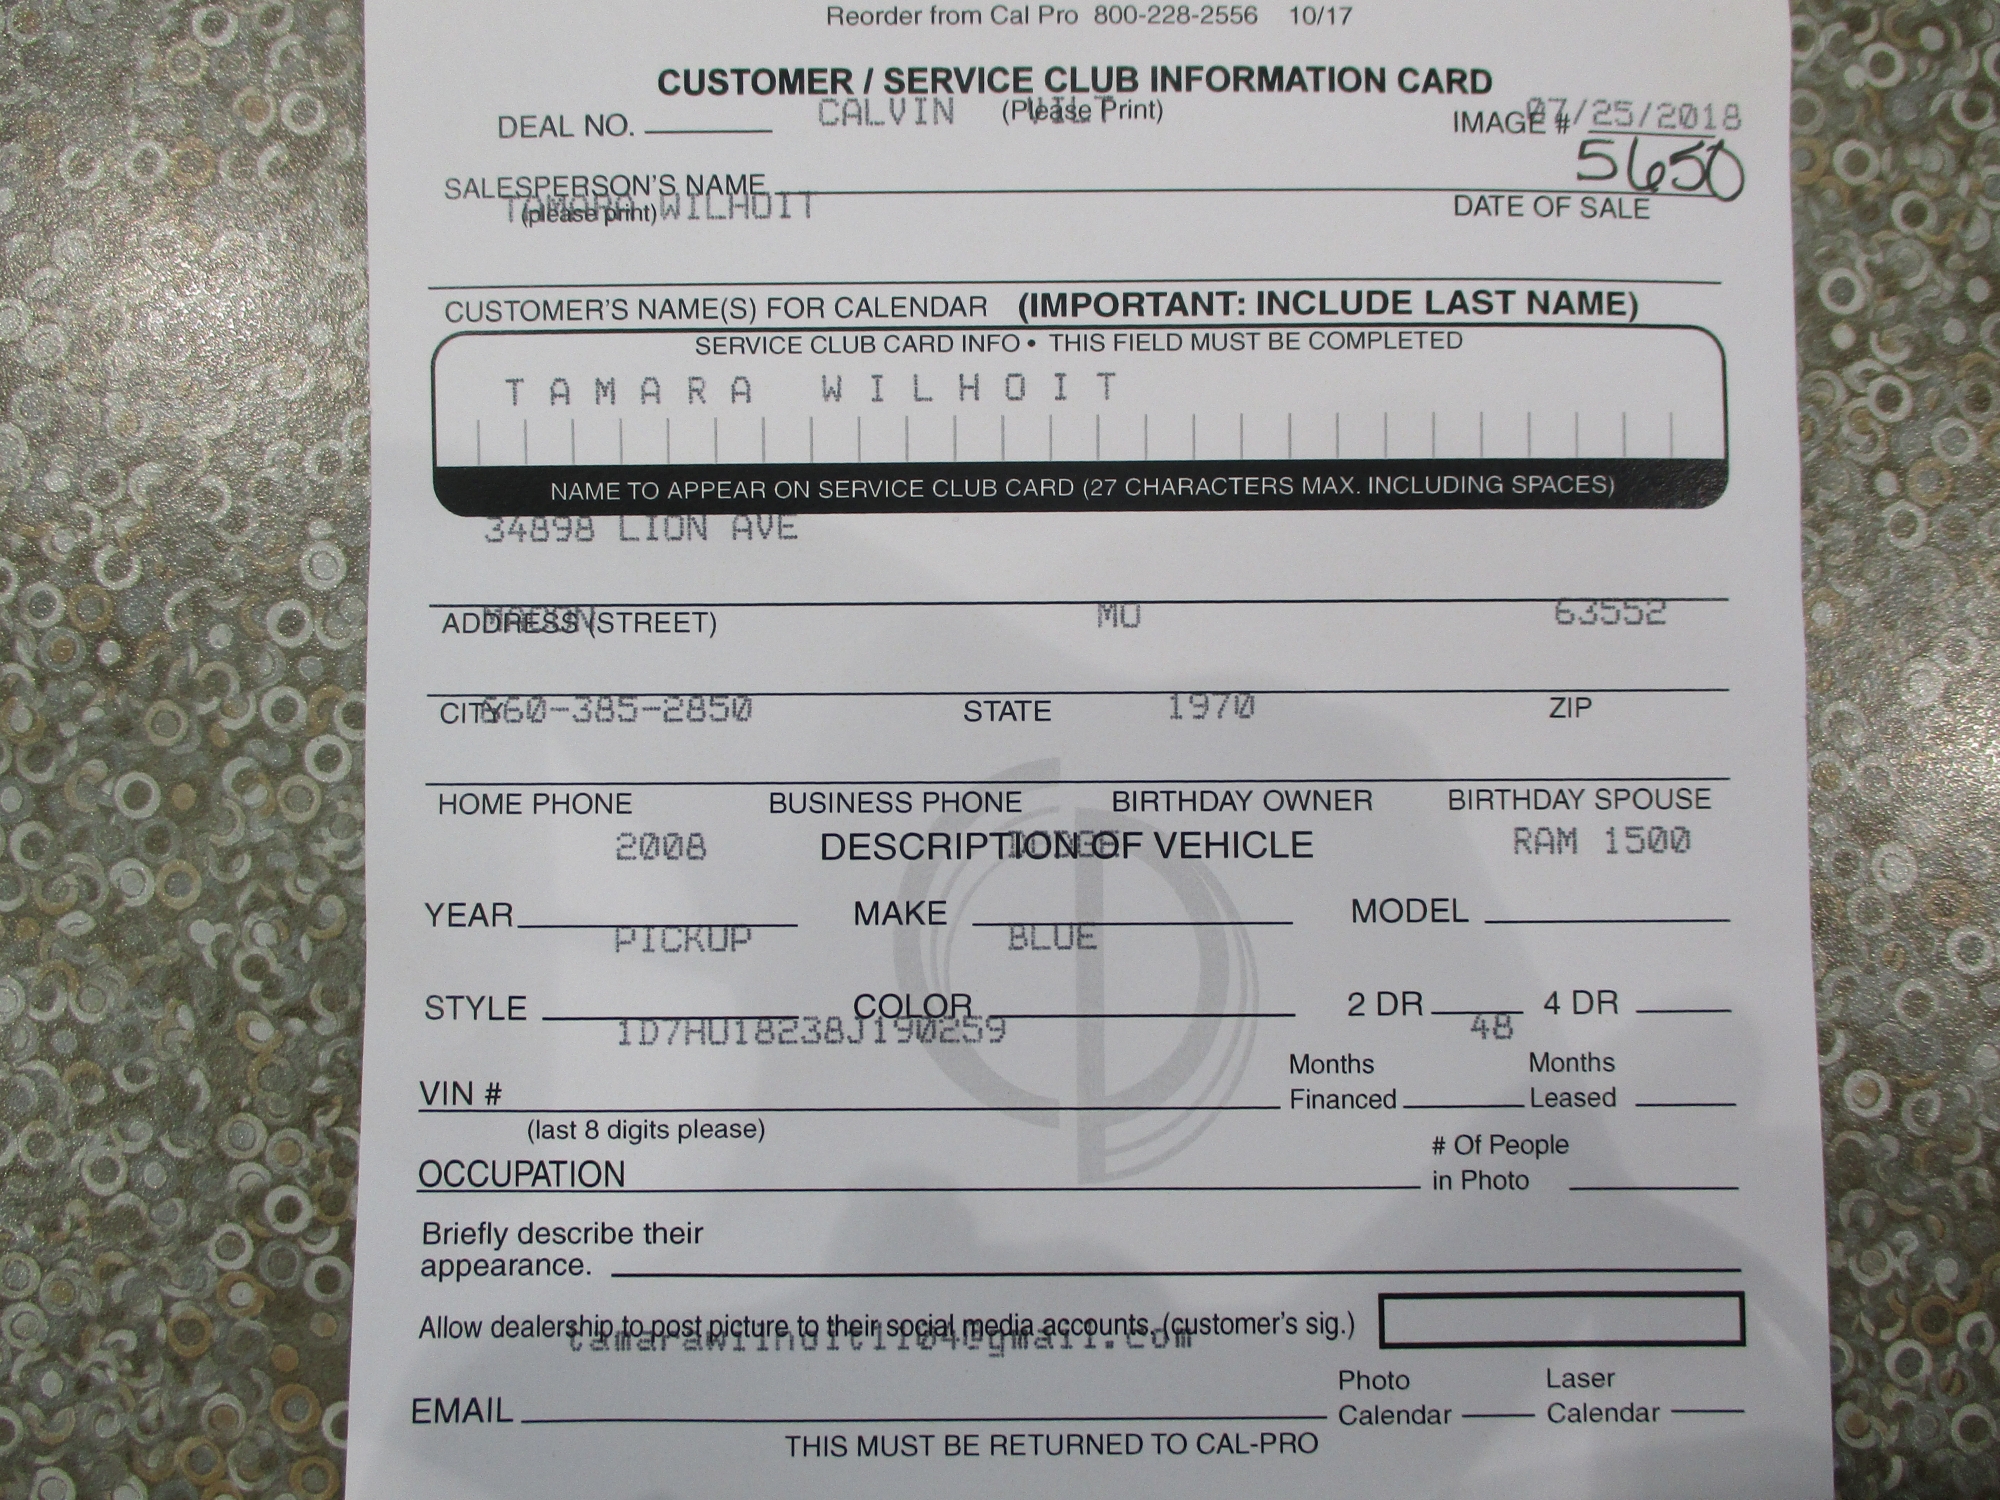 Reorder from Cal Pro 800-228-2556 10/17
CUSTOMER / SERVICE CLUB INFORMATION CARD
(Please Print)
CALVIN WILT
07/25/2018
DEAL NO.
IMAGE #
5650
SALESPERSON'S NAME
(please print)
TAMARA WILHOIT
DATE OF SALE
CUSTOMER'S NAME(S) FOR CALENDAR (IMPORTANT: INCLUDE LAST NAME)
SERVICE CLUB CARD INFO • THIS FIELD MUST BE COMPLETED
TAMARA WILHOIT
NAME TO APPEAR ON SERVICE CLUB CARD (27 CHARACTERS MAX. INCLUDING SPACES)
34898 LION AVE
ADDRESS (STREET)
MACON MO 63552
CITY STATE ZIP
660-385-2850 1970
HOME PHONE BUSINESS PHONE BIRTHDAY OWNER BIRTHDAY SPOUSE
DESCRIPTION OF VEHICLE
2008 DODGE RAM 1500
YEAR MAKE MODEL
PICKUP BLUE
STYLE COLOR 2 DR 4 DR
1D7HU18238J190259 48
VIN # Months Financed Months Leased
(last 8 digits please)
OCCUPATION # Of People in Photo
Briefly describe their
appearance.
Allow dealership to post picture to their social media accounts. (customer's sig.)
tamarawilhoit1104@gmail.com
EMAIL Photo Calendar Laser Calendar
THIS MUST BE RETURNED TO CAL-PRO